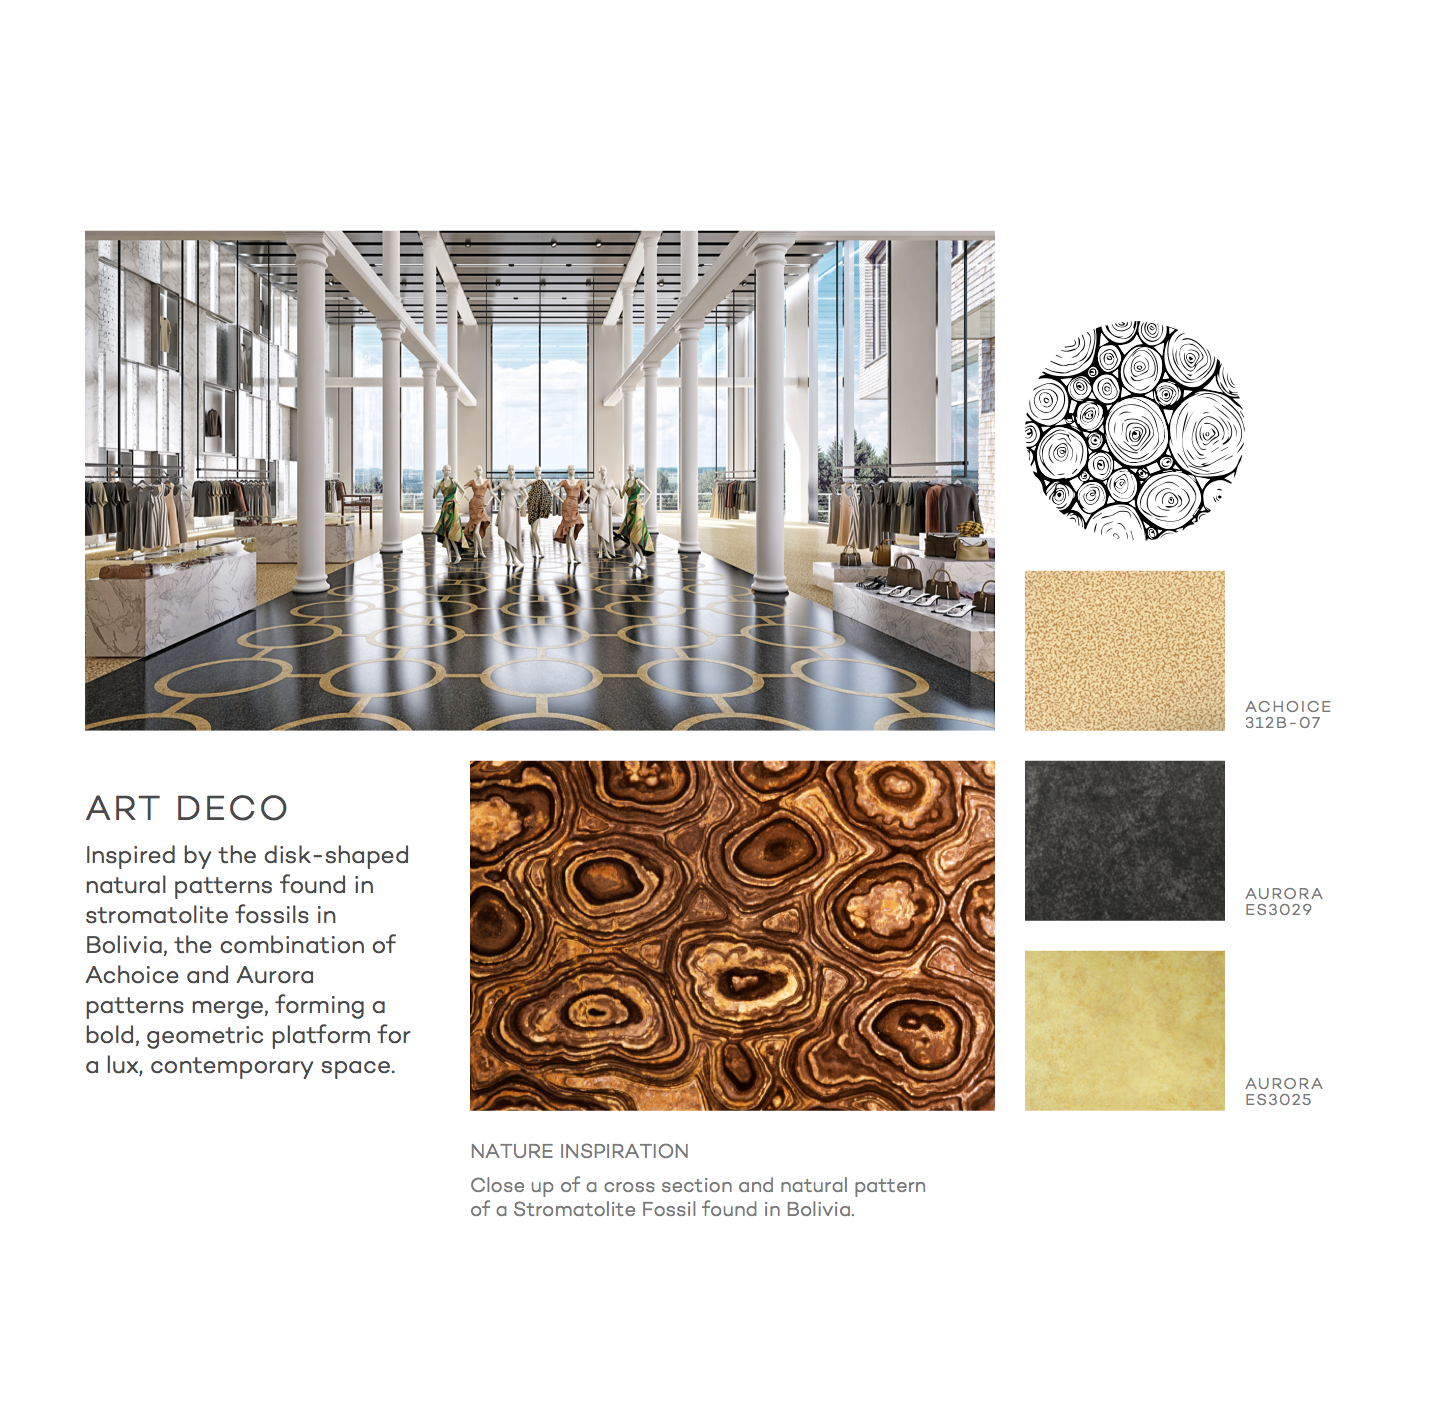 ACHOICE
312B-07
ART DECO
Inspired by the disk-shaped
natural patterns found in
stromatolite fossils in
Bolivia, the combination of
Achoice and Aurora
patterns merge, forming a
bold, geometric platform for
a lux, contemporary space.
AURORA
ES3029
AURORA
ES3025
NATURE INSPIRATION
Close up of a cross section and natural pattern
of a Stromatolite Fossil found in Bolivia.